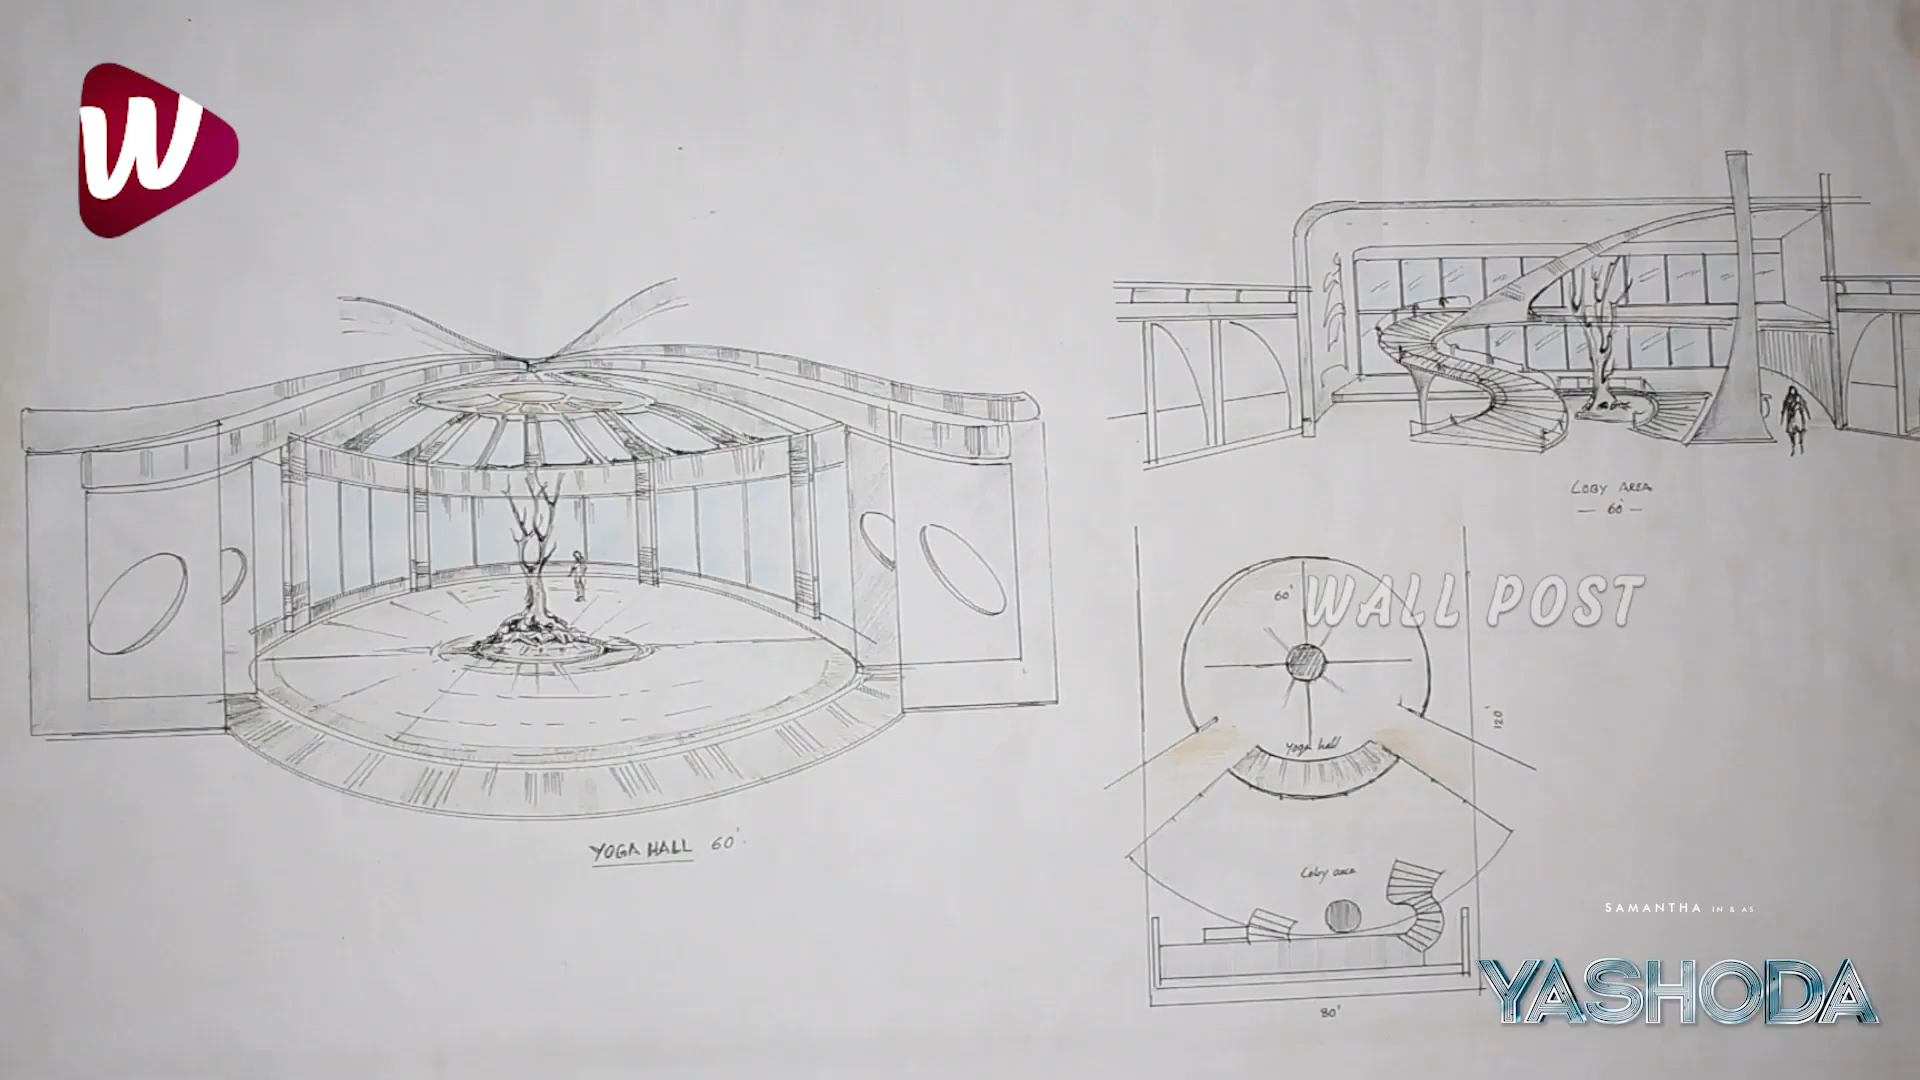 W
YOGA HALL 60'
LOBY AREA
— 60' —
60'
WALL POST
120'
Yoga hall
Loby area
80'
SAMANTHA IN & AS
YASHODA